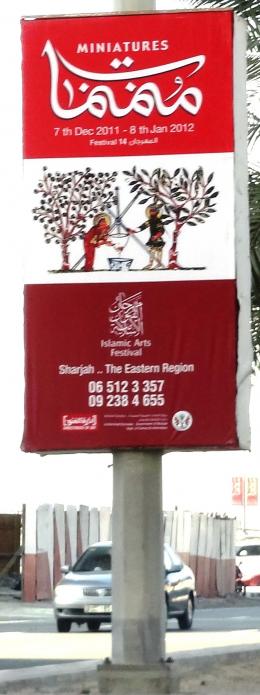 MINIATURES
منمنمات
7 th Dec 2011 - 8 th Jan 2012
Festival 14 المهرجان
Islamic Arts
Festival
Sharjah .. The Eastern Region
06 512 3 357
09 238 4 655